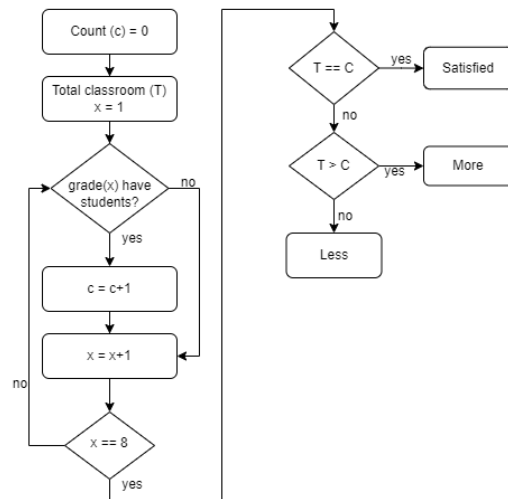 Count (c) = 0
Total classroom (T)
x = 1
grade(x) have
students?
no
yes
c = c+1
x = x+1
no
x == 8
yes
T == C
yes
Satisfied
no
T > C
yes
More
no
Less